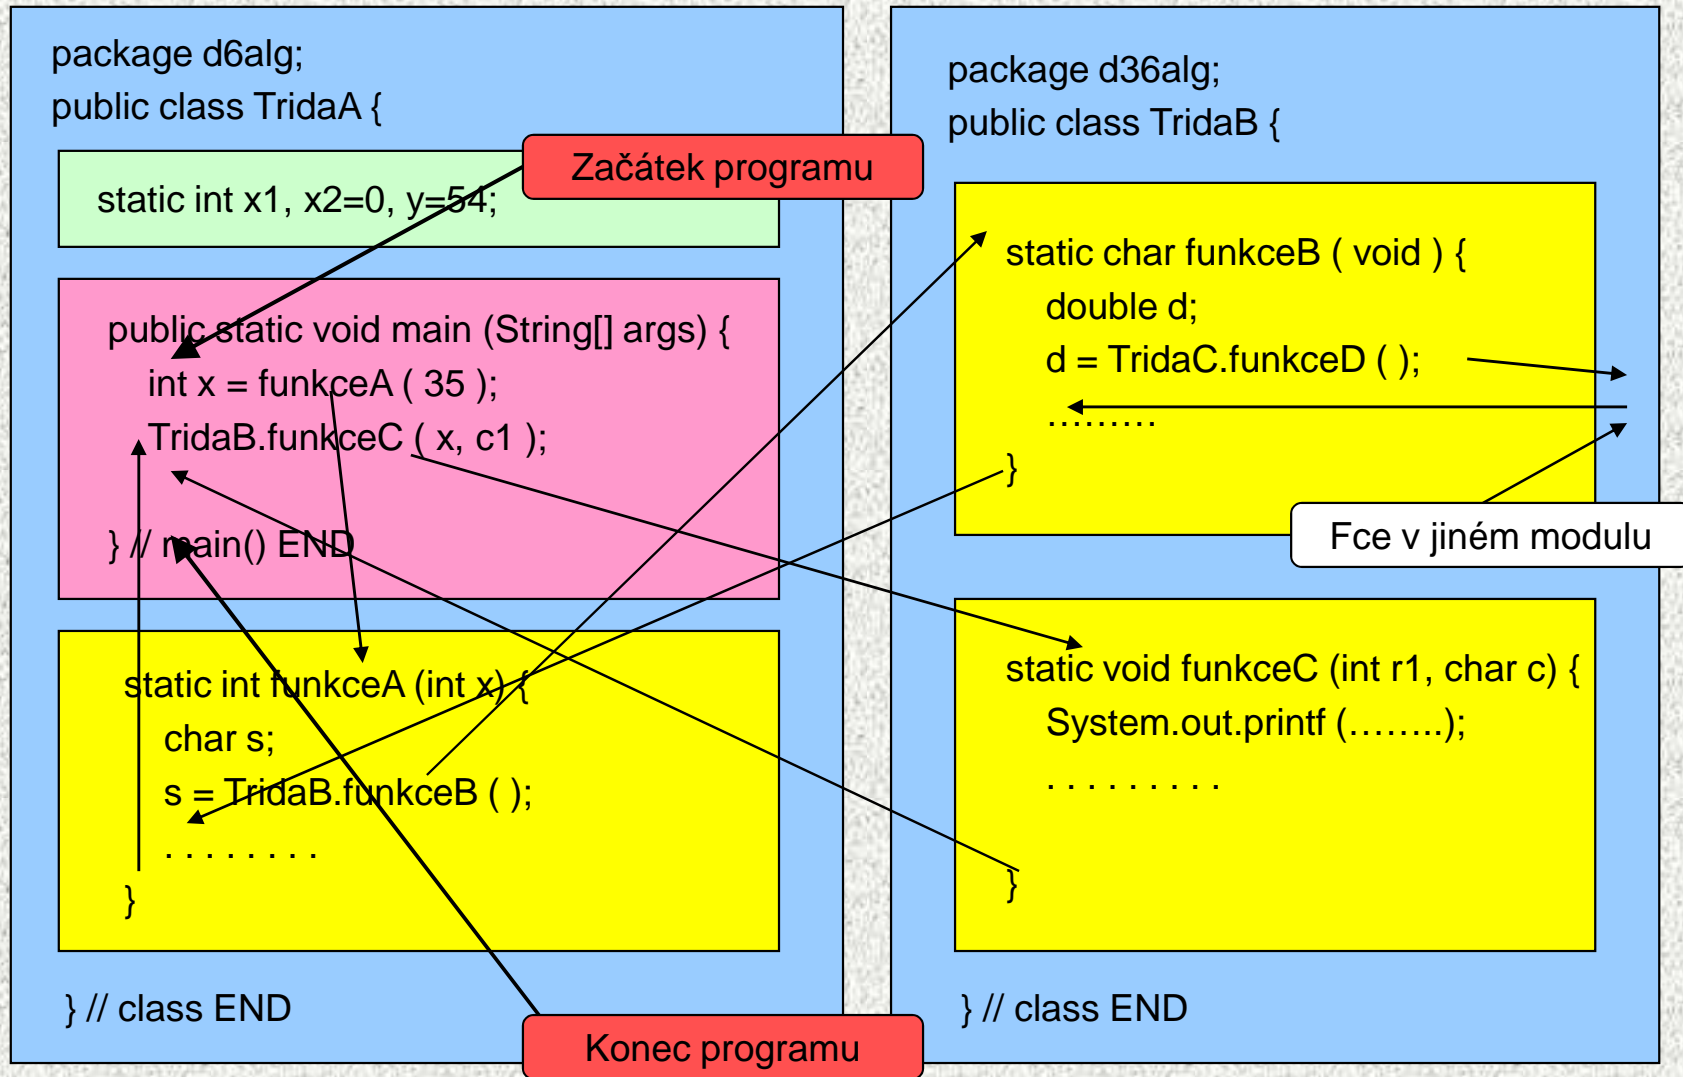 package d6alg;
public class TridaA {
Začátek programu
static int x1, x2=0, y=54;
public static void main (String[] args) {
int x = funkceA ( 35 );
TridaB.funkceC ( x, c1 );
} // main() END
static int funkceA (int x) {
char s;
s = TridaB.funkceB ( );
. . . . . . . .
}
} // class END
Konec programu
package d36alg;
public class TridaB {
static char funkceB ( void ) {
double d;
d = TridaC.funkceD ( );
………
}
Fce v jiném modulu
static void funkceC (int r1, char c) {
System.out.printf (……..);
. . . . . . . . .
}
} // class END